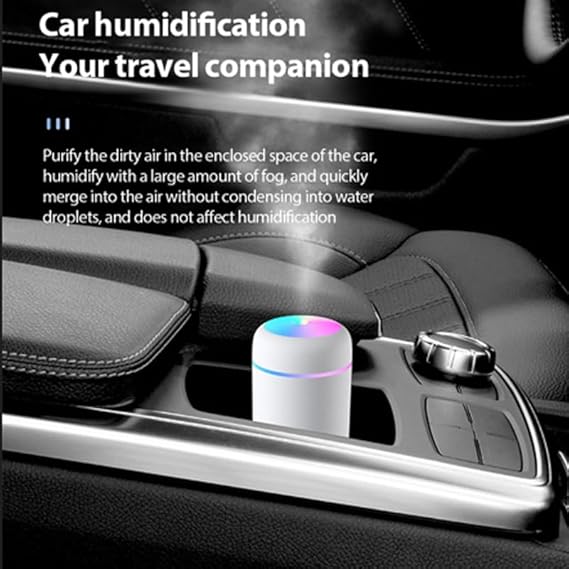 Car humidification
Your travel companion
Purify the dirty air in the enclosed space of the car,
humidify with a large amount of fog, and quickly
merge into the air without condensing into water
droplets, and does not affect humidification